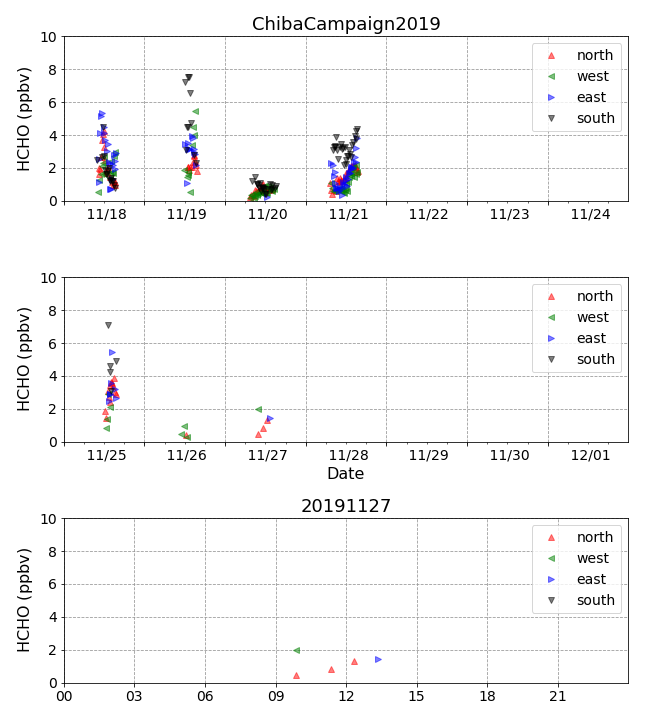 ChibaCampaign2019
HCHO (ppbv)
10
8
6
4
2
0
north
west
east
south
11/18 11/19 11/20 11/21 11/22 11/23 11/24
HCHO (ppbv)
10
8
6
4
2
0
north
west
east
south
11/25 11/26 11/27 11/28 11/29 11/30 12/01
Date
20191127
HCHO (ppbv)
10
8
6
4
2
0
north
west
east
south
00 03 06 09 12 15 18 21